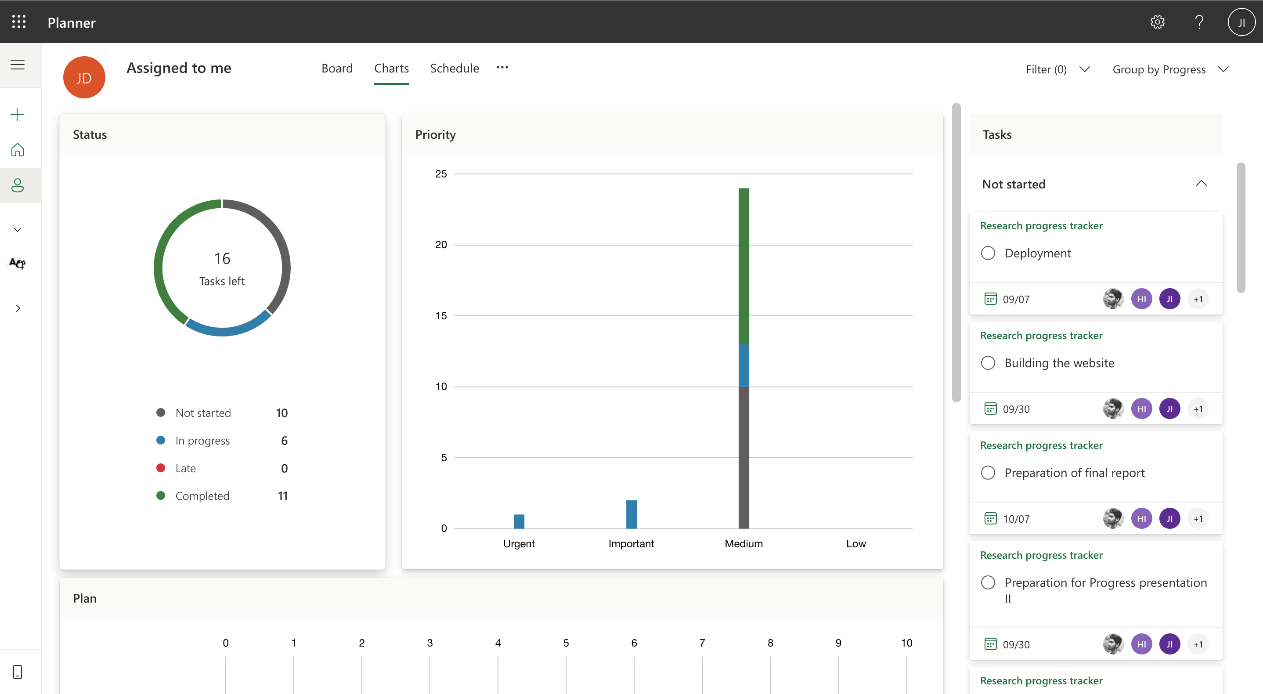 Planner
JI
JD
Assigned to me
Board
Charts
Schedule
Filter (0)
Group by Progress
Status
16
Tasks left
Not started 10
In progress 6
Late 0
Completed 11
Priority
25
20
15
10
5
0
Urgent
Important
Medium
Low
Plan
0 1 2 3 4 5 6 7 8 9 10
Tasks
Not started
Research progress tracker
Deployment
09/07
HI
JI
+1
Research progress tracker
Building the website
09/30
HI
JI
+1
Research progress tracker
Preparation of final report
10/07
HI
JI
+1
Research progress tracker
Preparation for Progress presentation
II
09/30
HI
JI
+1
Research progress tracker